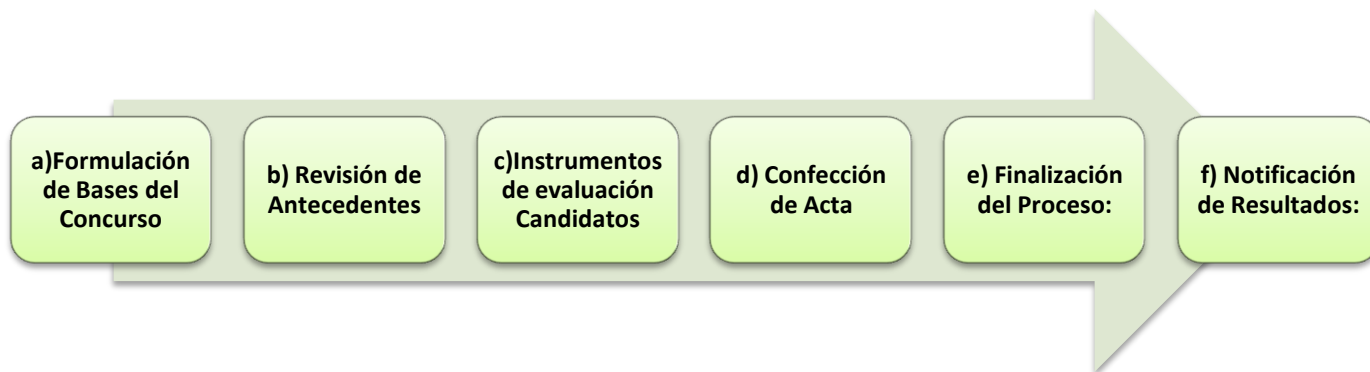 a)Formulación
de Bases del
Concurso
b) Revisión de
Antecedentes
c)Instrumentos
de evaluación
Candidatos
d) Confección
de Acta
e) Finalización
del Proceso:
f) Notificación
de Resultados: